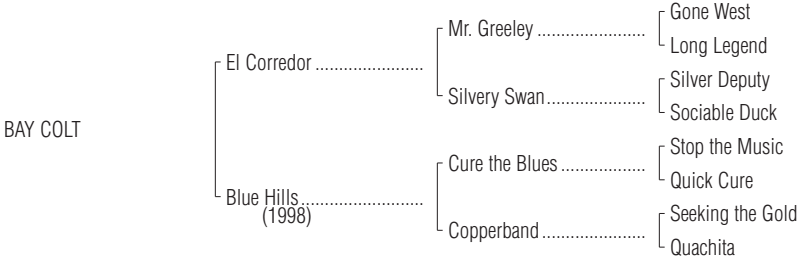 Gone West
Mr. Greeley .......................
Long Legend
El Corredor .......................
Silver Deputy
Silvery Swan.....................
Sociable Duck
BAY COLT
Stop the Music
Cure the Blues ..................
Quick Cure
Blue Hills..........................
(1998)
Seeking the Gold
Copperband......................
Quachita